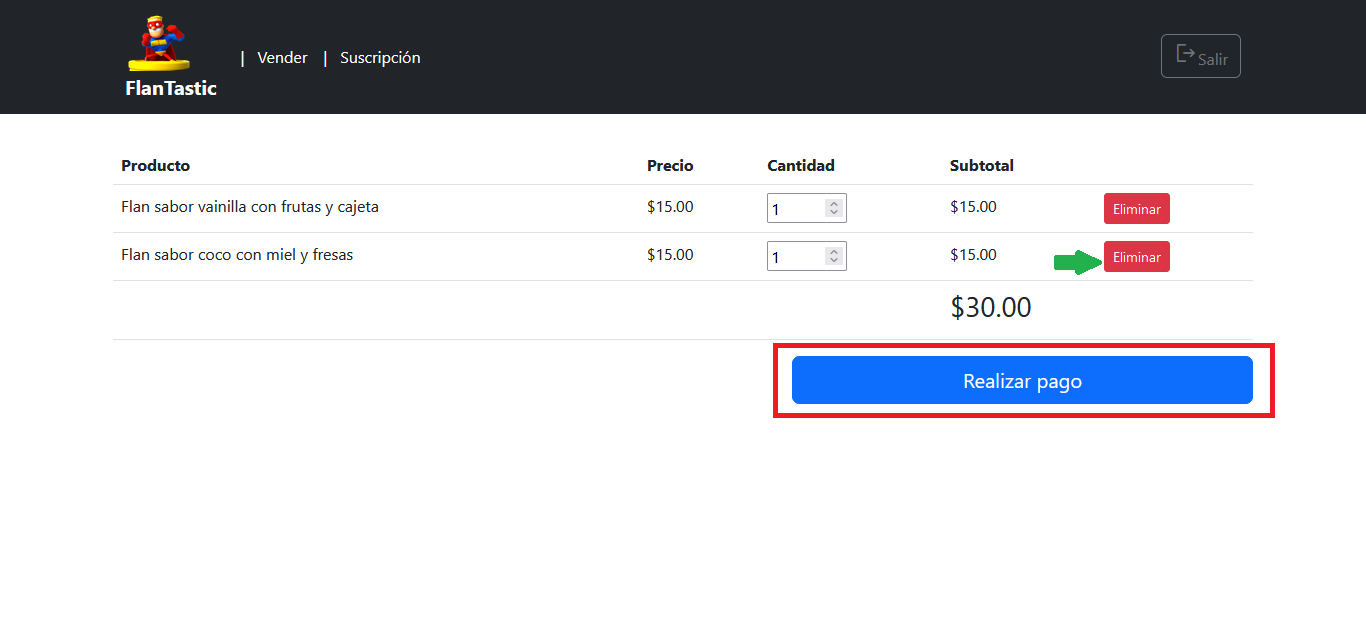 | Vender | Suscripción
Salir
FlanTastic
Producto Precio Cantidad Subtotal
Flan sabor vainilla con frutas y cajeta $15.00 1 $15.00 Eliminar
Flan sabor coco con miel y fresas $15.00 1 $15.00 Eliminar
$30.00
Realizar pago